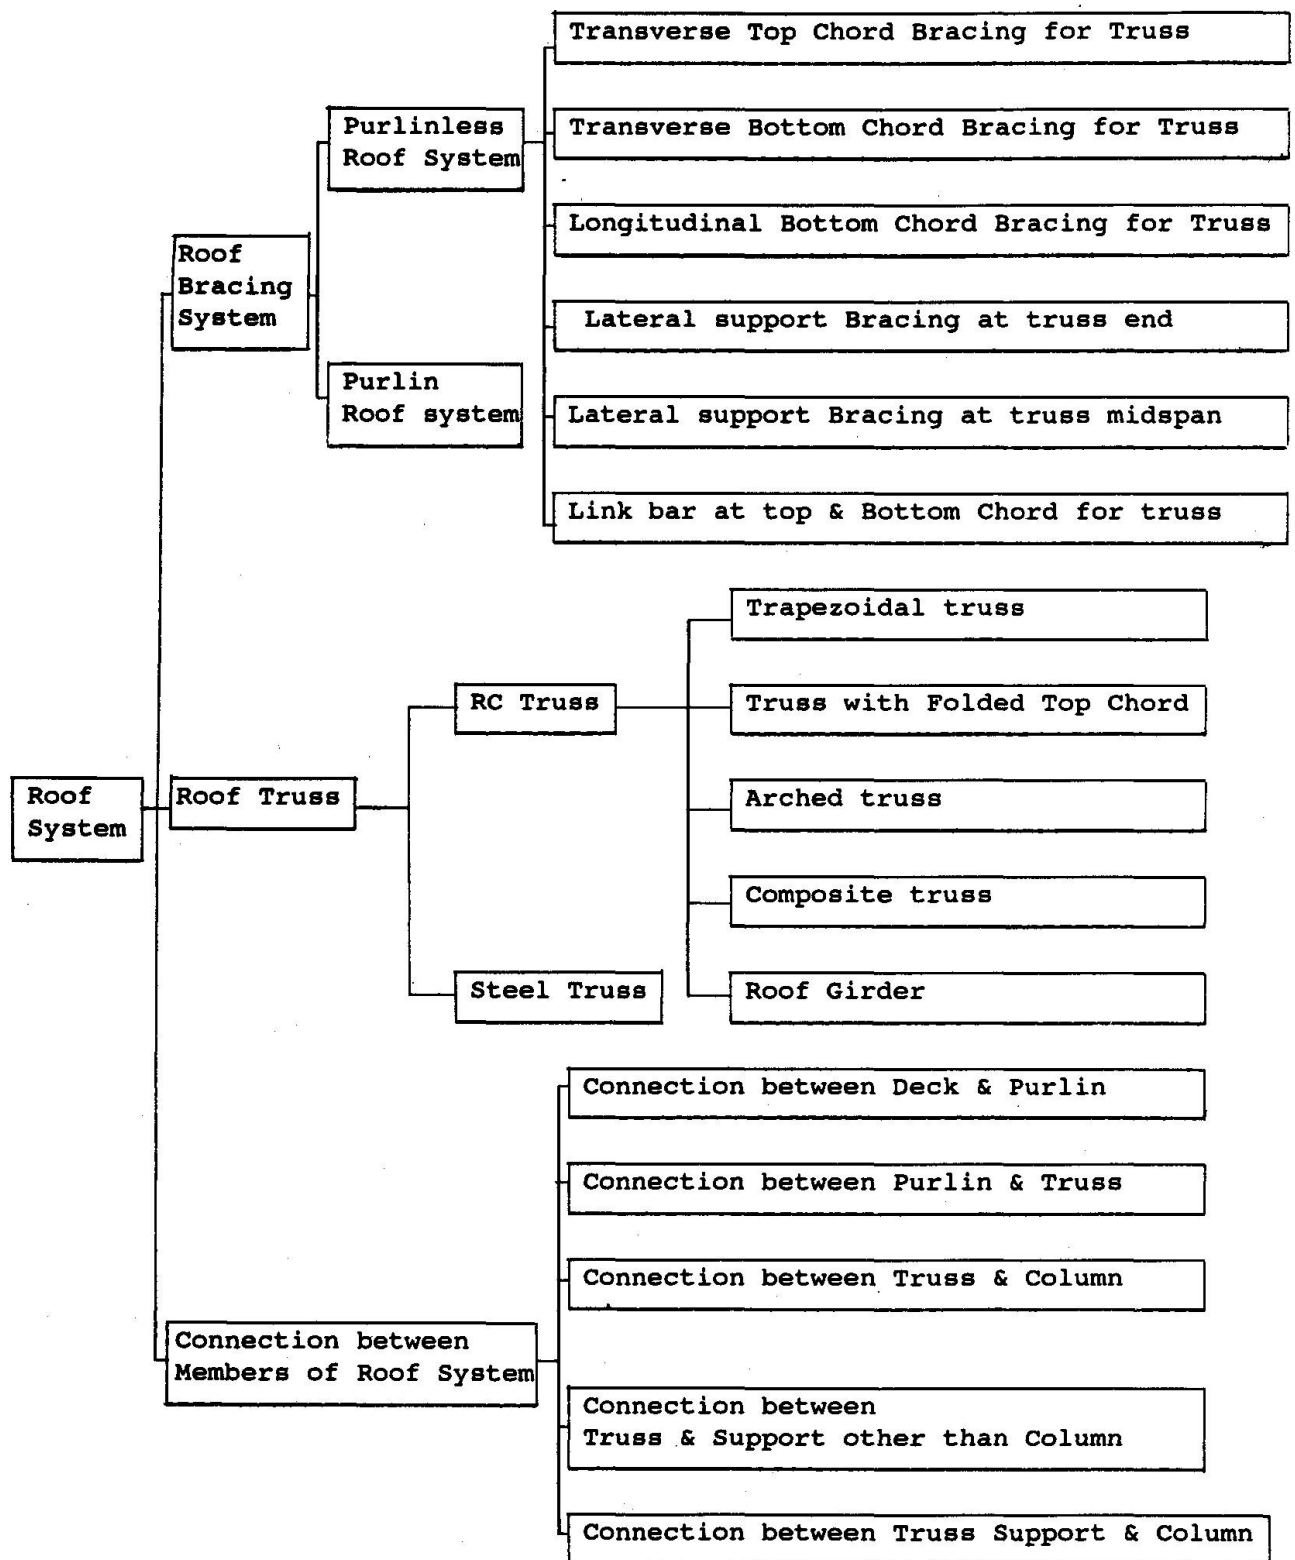 Transverse Top Chord Bracing for Truss
Purlinless
Roof System
Transverse Bottom Chord Bracing for Truss
Longitudinal Bottom Chord Bracing for Truss
Roof
Bracing
System
Lateral support Bracing at truss end
Purlin
Roof system
Lateral support Bracing at truss midspan
Link bar at top & Bottom Chord for truss
Trapezoidal truss
RC Truss
Truss with Folded Top Chord
Roof
System
Roof Truss
Arched truss
Composite truss
Steel Truss
Roof Girder
Connection between Deck & Purlin
Connection between Purlin & Truss
Connection between Truss & Column
Connection between
Members of Roof System
Connection between
Truss & Support other than Column
Connection between Truss Support & Column